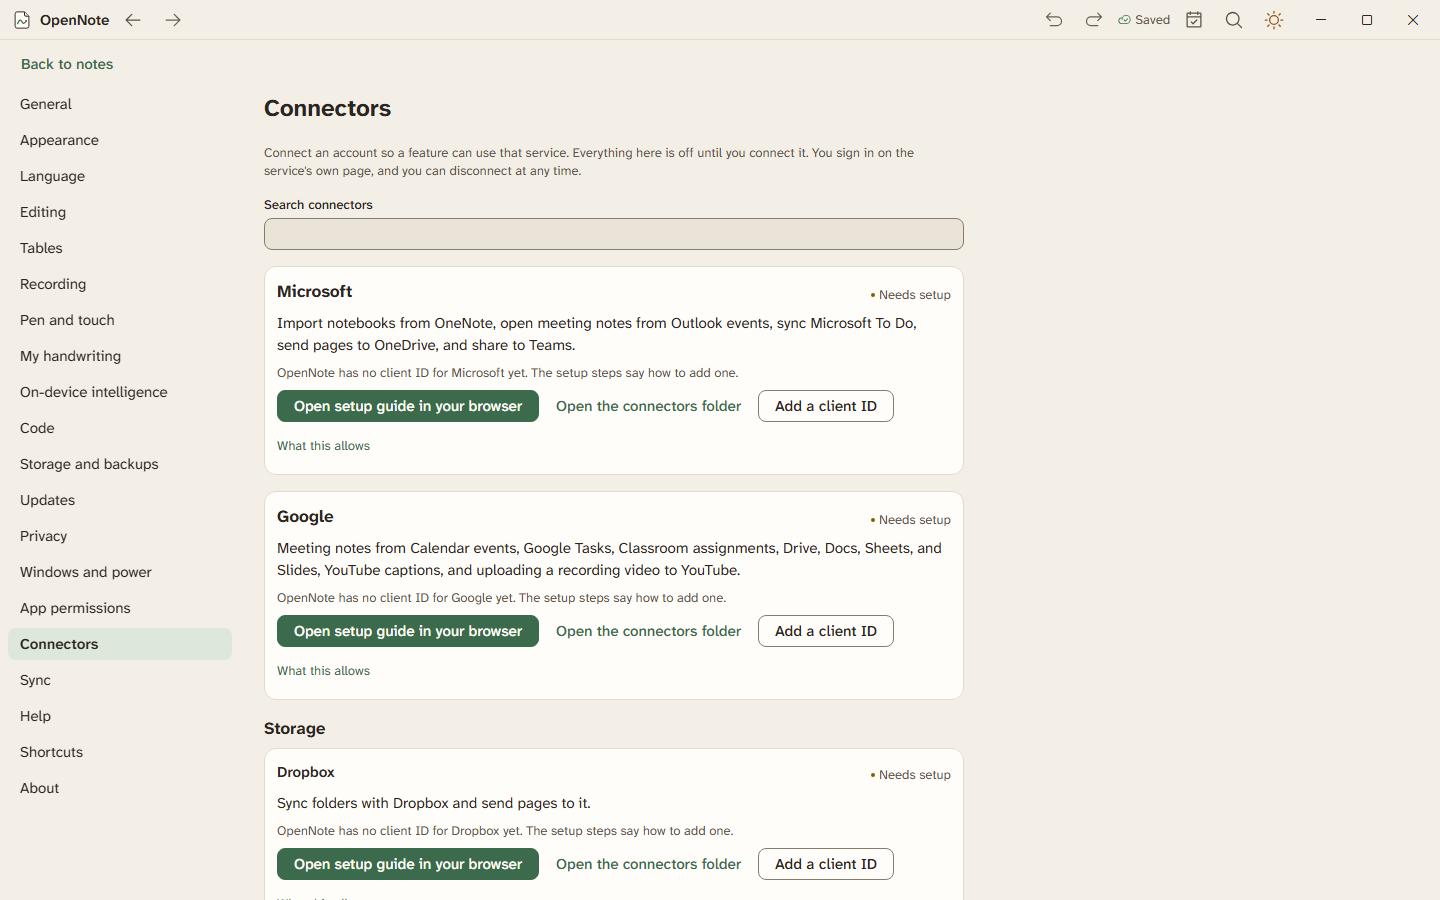 OpenNote
Saved
Back to notes
General
Appearance
Language
Editing
Tables
Recording
Pen and touch
My handwriting
On-device intelligence
Code
Storage and backups
Updates
Privacy
Windows and power
App permissions
Connectors
Sync
Help
Shortcuts
About
Connectors
Connect an account so a feature can use that service. Everything here is off until you connect it. You sign in on the
service's own page, and you can disconnect at any time.
Search connectors
Microsoft
• Needs setup
Import notebooks from OneNote, open meeting notes from Outlook events, sync Microsoft To Do,
send pages to OneDrive, and share to Teams.
OpenNote has no client ID for Microsoft yet. The setup steps say how to add one.
Open setup guide in your browser
Open the connectors folder
Add a client ID
What this allows
Google
• Needs setup
Meeting notes from Calendar events, Google Tasks, Classroom assignments, Drive, Docs, Sheets, and
Slides, YouTube captions, and uploading a recording video to YouTube.
OpenNote has no client ID for Google yet. The setup steps say how to add one.
Open setup guide in your browser
Open the connectors folder
Add a client ID
What this allows
Storage
Dropbox
• Needs setup
Sync folders with Dropbox and send pages to it.
OpenNote has no client ID for Dropbox yet. The setup steps say how to add one.
Open setup guide in your browser
Open the connectors folder
Add a client ID